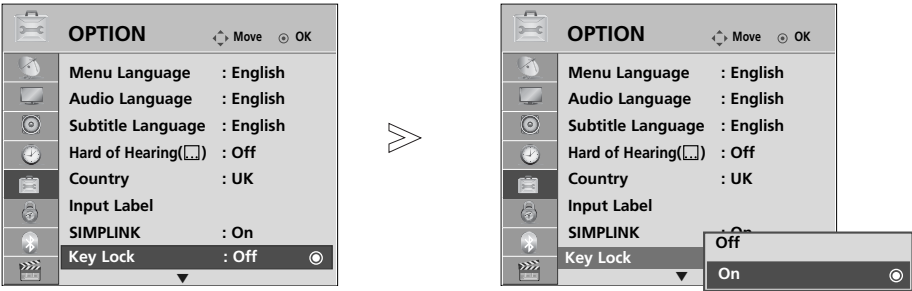 OPTION Move OK
Menu Language : English
Audio Language : English
Subtitle Language : English
Hard of Hearing( ) : Off
Country : UK
Input Label
SIMPLINK : On
Key Lock : Off
OPTION Move OK
Menu Language : English
Audio Language : English
Subtitle Language : English
Hard of Hearing( ) : Off
Country : UK
Input Label
SIMPLINK : On
Key Lock
Off
On